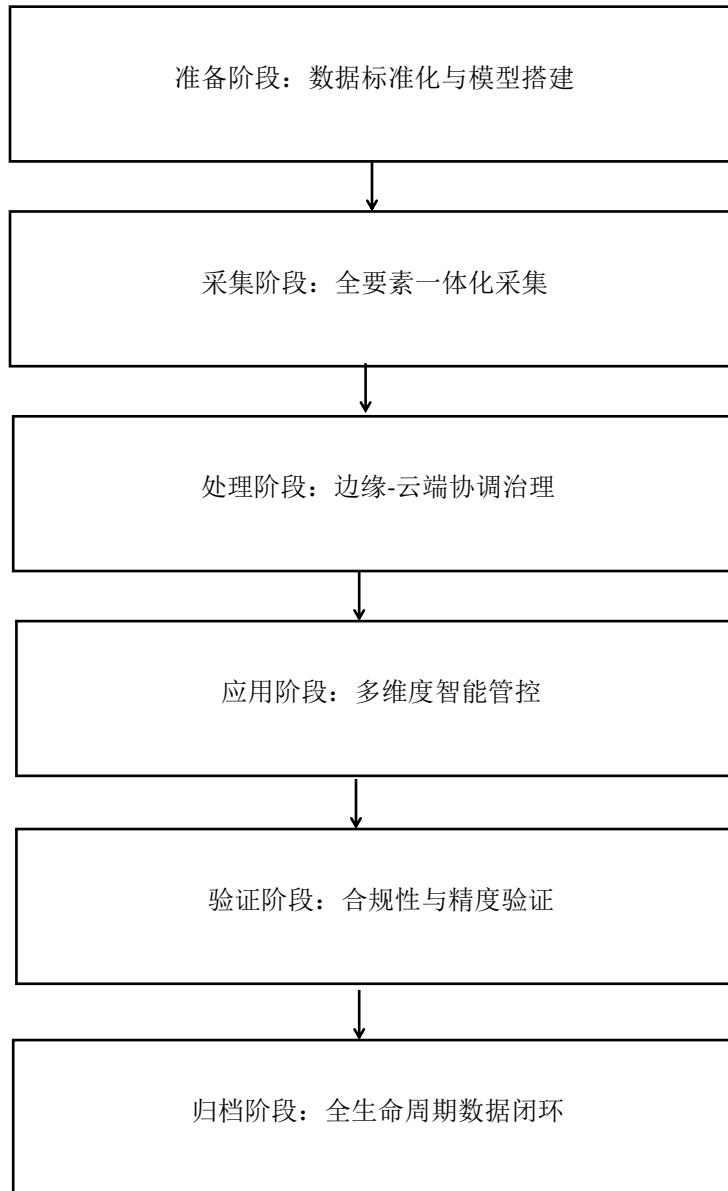 准备阶段：数据标准化与模型搭建
采集阶段：全要素一体化采集
处理阶段：边缘-云端协调治理
应用阶段：多维度智能管控
验证阶段：合规性与精度验证
归档阶段：全生命周期数据闭环